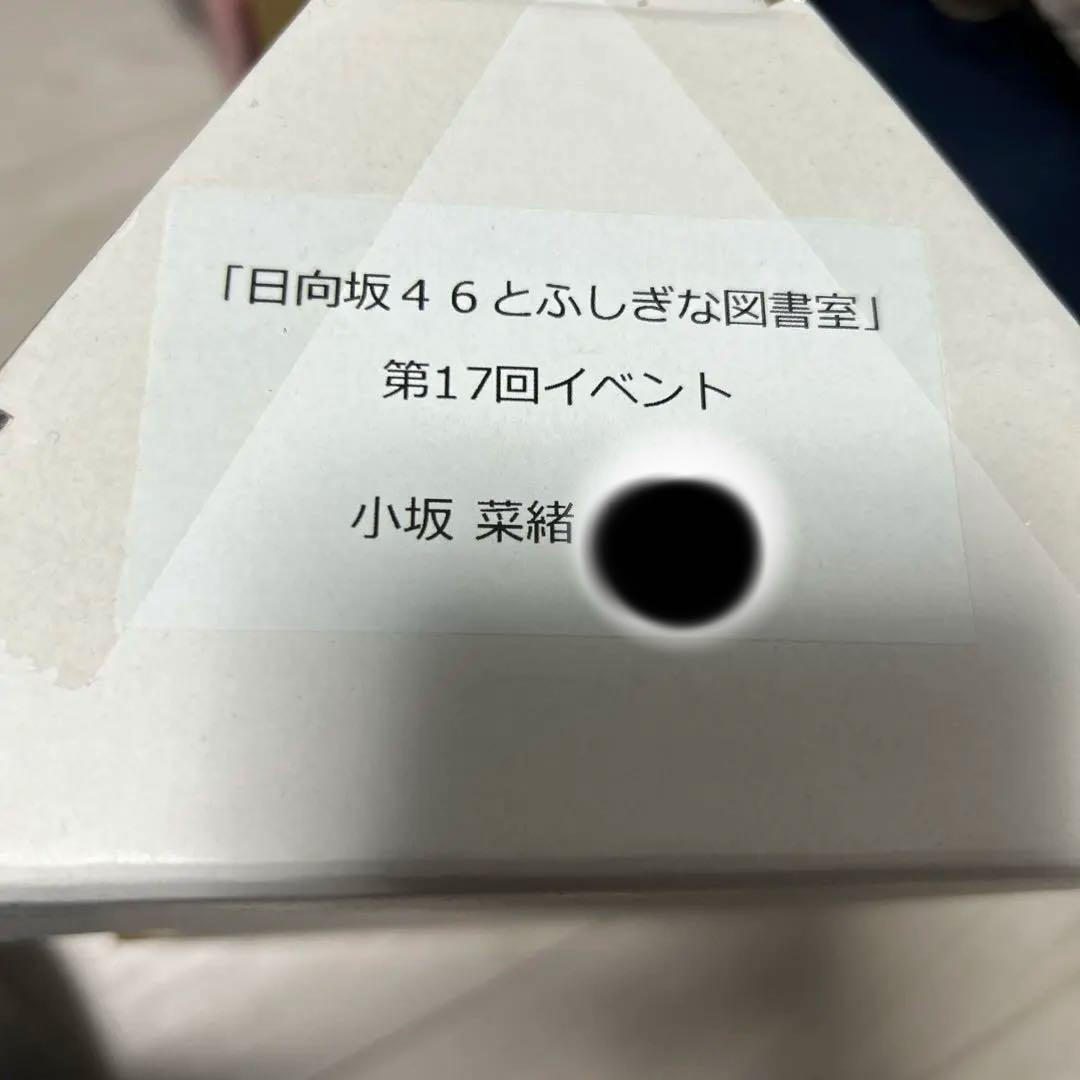 「日向坂４６とふしぎな図書室」
第17回イベント
小坂 菜緒